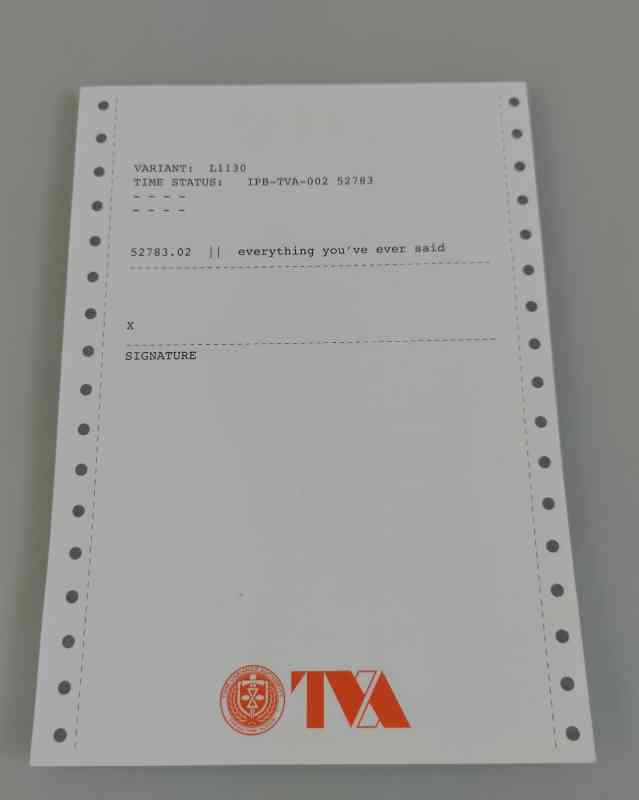 VARIANT: L1130
TIME STATUS: IPB-TVA-002 52783
- - - -
- - - -
52783.02 || everything you've ever said
X
SIGNATURE
TVA